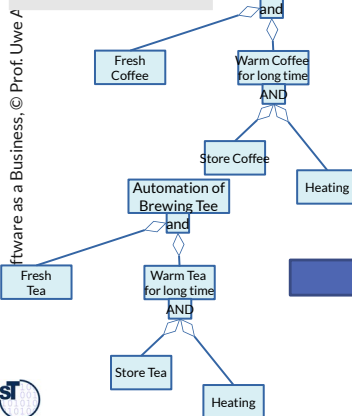 ftware as a Business, © Prof. Uwe A
and
Fresh
Coffee
Warm Coffee
for long time
AND
Store Coffee
Heating
Automation of
Brewing Tee
and
Fresh
Tea
Warm Tea
for long time
AND
Store Tea
Heating
ST